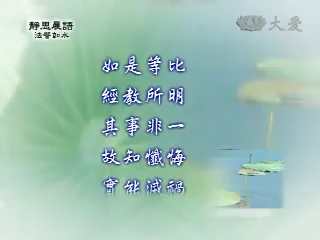 靜思晨語
法譬如水
大愛
如是等比
經教所明
其事非一
故知懺悔
實能滅禍